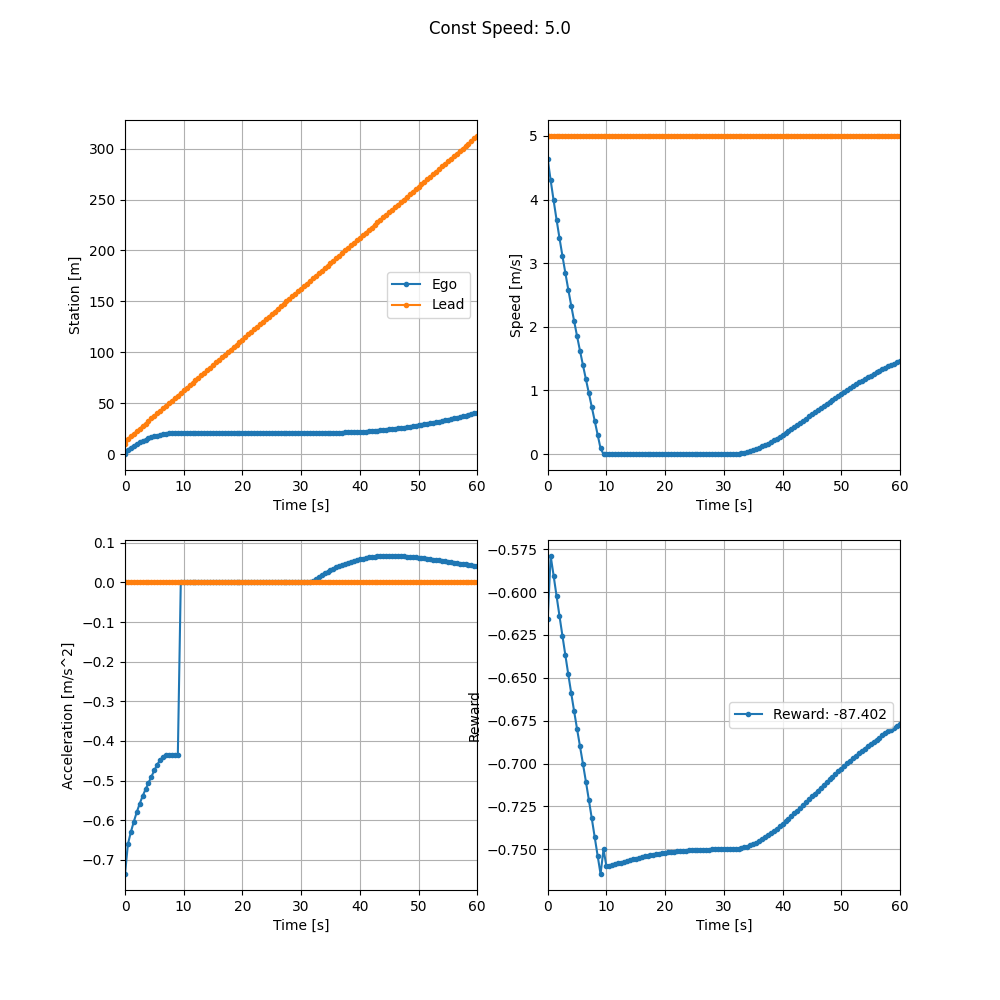 Const Speed: 5.0
300
250
200
150
100
50
0
Station [m]
Ego
Lead
0 10 20 30 40 50 60
Time [s]
5
4
3
2
1
0
Speed [m/s]
0 10 20 30 40 50 60
Time [s]
0.1
0.0
−0.1
−0.2
−0.3
−0.4
−0.5
−0.6
−0.7
Acceleration [m/s^2]
0 10 20 30 40 50 60
Time [s]
−0.575
−0.600
−0.625
−0.650
−0.675
−0.700
−0.725
−0.750
Reward
Reward: -87.402
0 10 20 30 40 50 60
Time [s]